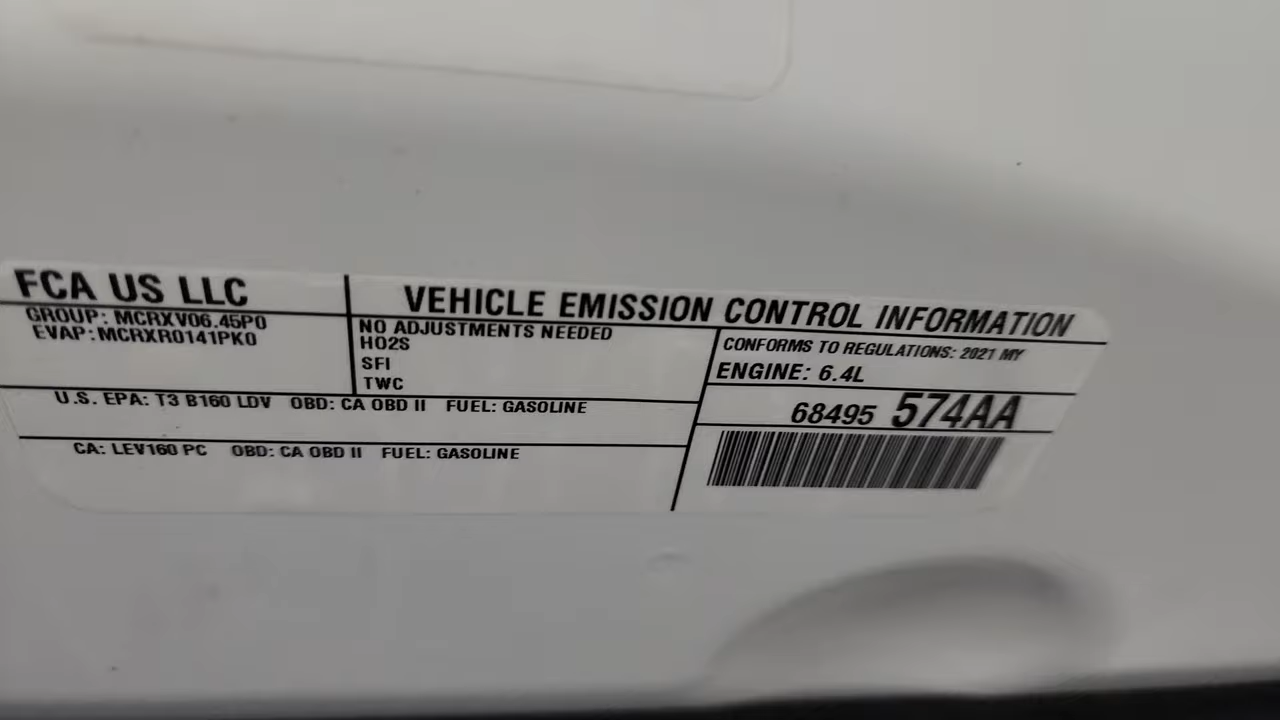 FCA US LLC
VEHICLE EMISSION CONTROL INFORMATION
GROUP: MCRXV06.45P0
EVAP: MCRXR0141PK0
NO ADJUSTMENTS NEEDED
HO2S
SFI
TWC
CONFORMS TO REGULATIONS: 2021 MY
ENGINE: 6.4L
U.S. EPA: T3 B160 LDV OBD: CA OBD II FUEL: GASOLINE
CA: LEV160 PC OBD: CA OBD II FUEL: GASOLINE
68495 574AA